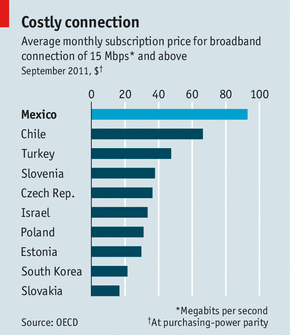 Costly connection
Average monthly subscription price for broadband
connection of 15 Mbps* and above
September 2011, $†
0 20 40 60 80 100
Mexico
Chile
Turkey
Slovenia
Czech Rep.
Israel
Poland
Estonia
South Korea
Slovakia
*Megabits per second
Source: OECD †At purchasing-power parity